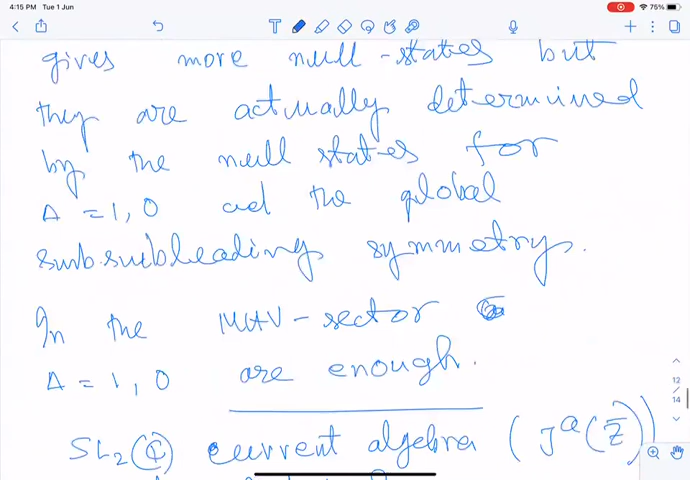 4:15 PM Tue 1 Jun
75%
gives more null-states but
they are actually determined
by the null states for
Δ = 1, 0 ad the global
subsubleading symmetry.
In the MHV-sector
Δ = 1, 0 are enough.
SL₂(ℂ) current algebra (J^a(z̄))
12
14